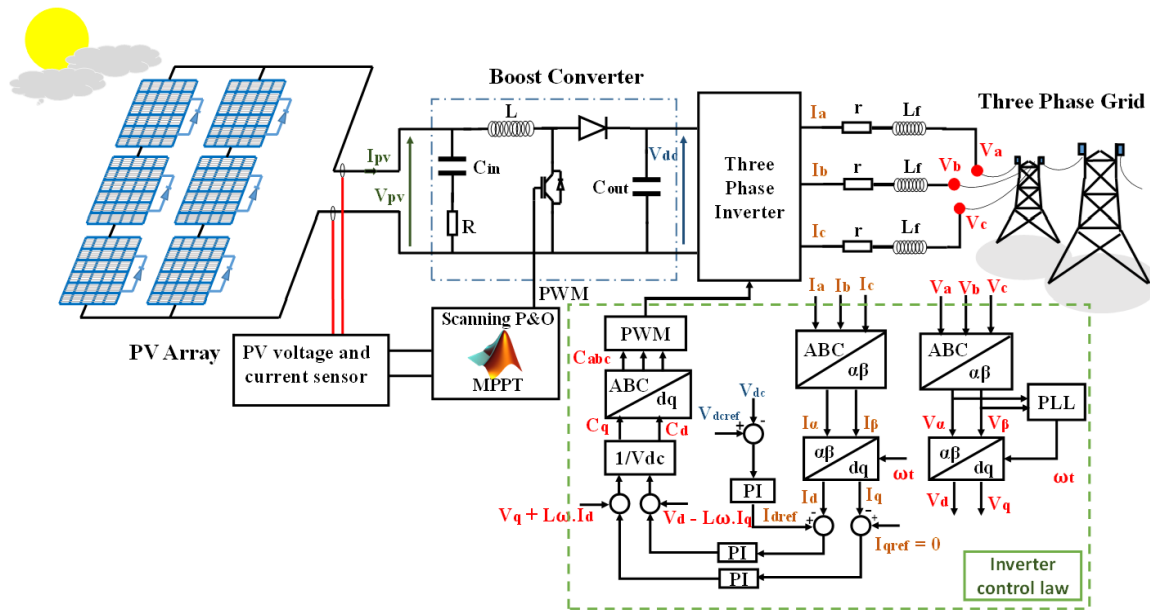 Boost Converter
Three Phase Grid
L
Ipv
Vpv
Cin
R
Cout
Vdc
Three
Phase
Inverter
Ia
r
Lf
Va
Ib
r
Lf
Vb
Ic
r
Lf
Vc
PWM
PV Array
PV voltage and
current sensor
Scanning P&O
MPPT
PWM
Cabc
ABC
dq
Cq
Cd
1/Vdc
Vq + Lω.Id
Vd - Lω.Iq
Vdc
Vdcref
+
-
PI
Idref
Ia
Ib
Ic
ABC
αβ
Iα
Iβ
αβ
dq
ωt
Id
Iq
-
+
-
+
Iqref = 0
PI
PI
Va
Vb
Vc
ABC
αβ
PLL
Vα
Vβ
αβ
dq
ωt
Vd
Vq
Inverter
control law